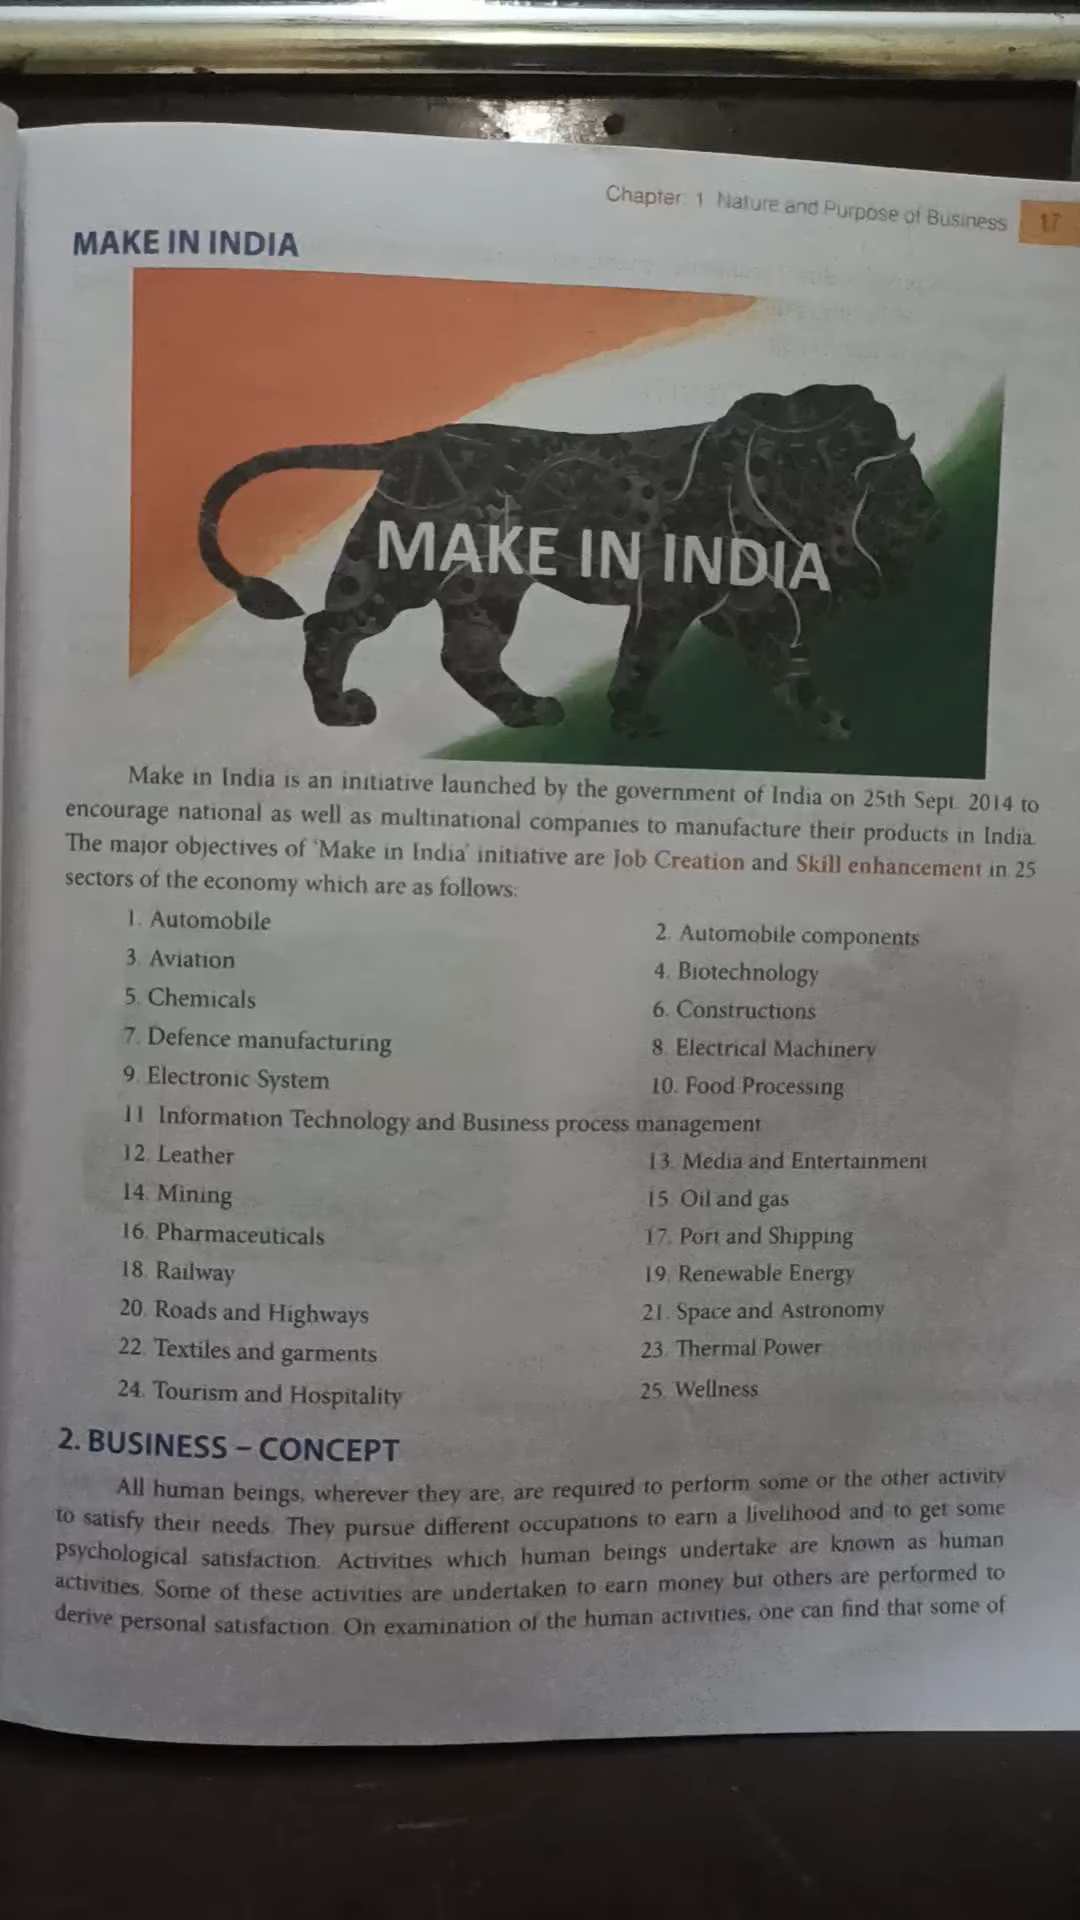 Chapter: 1 Nature and Purpose of Business 17
MAKE IN INDIA
MAKE IN INDIA
Make in India is an initiative launched by the government of India on 25th Sept. 2014 to
encourage national as well as multinational companies to manufacture their products in India.
The major objectives of 'Make in India' initiative are Job Creation and Skill enhancement in 25
sectors of the economy which are as follows:
1. Automobile 2. Automobile components
3. Aviation 4. Biotechnology
5. Chemicals 6. Constructions
7. Defence manufacturing 8. Electrical Machinery
9. Electronic System 10. Food Processing
11 Information Technology and Business process management
12. Leather 13. Media and Entertainment
14. Mining 15 Oil and gas
16. Pharmaceuticals 17. Port and Shipping
18. Railway 19. Renewable Energy
20. Roads and Highways 21. Space and Astronomy
22. Textiles and garments 23. Thermal Power
24. Tourism and Hospitality 25. Wellness
2. BUSINESS – CONCEPT
All human beings, wherever they are, are required to perform some or the other activity
to satisfy their needs. They pursue different occupations to earn a livelihood and to get some
psychological satisfaction. Activities which human beings undertake are known as human
activities. Some of these activities are undertaken to earn money but others are performed to
derive personal satisfaction. On examination of the human activities, one can find that some of